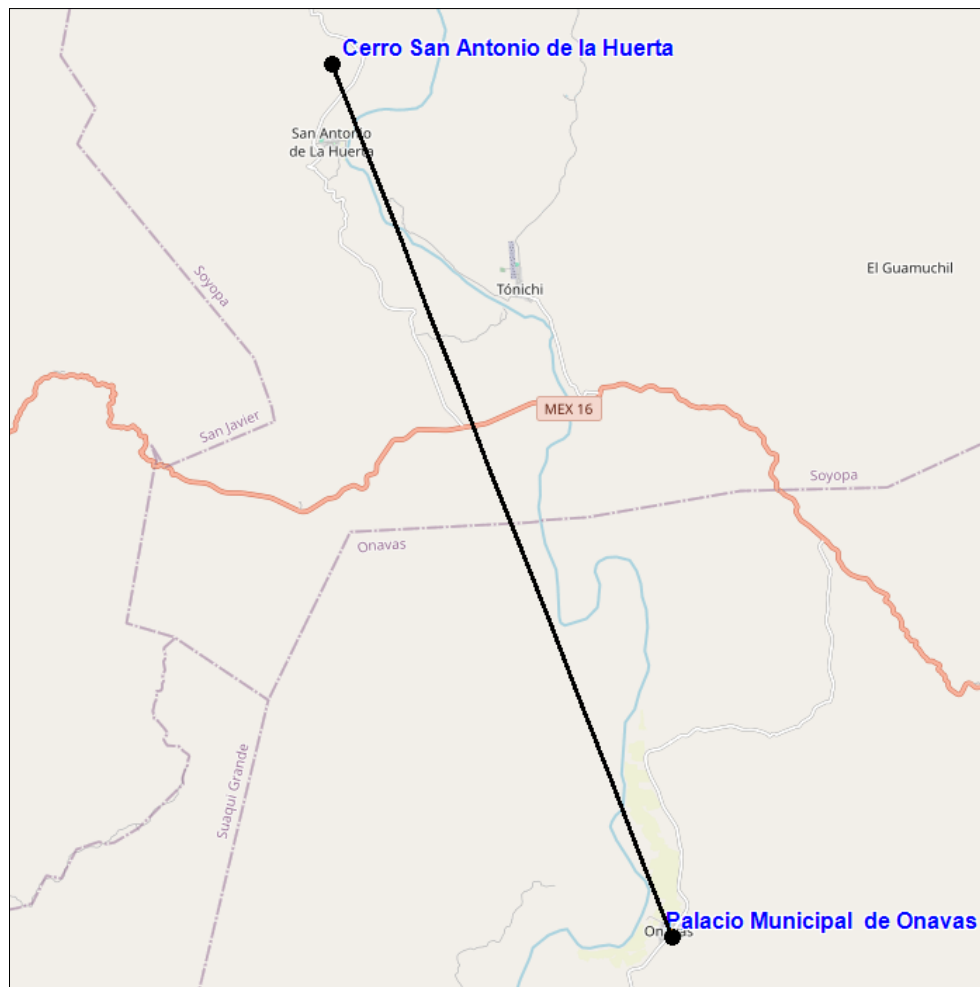 Cerro San Antonio de la Huerta
San Antonio
de La Huerta
Soyopa
El Guamuchil
Tónichi
MEX 16
San Javier
Soyopa
Onavas
Suaqui Grande
Palacio Municipal de Onavas